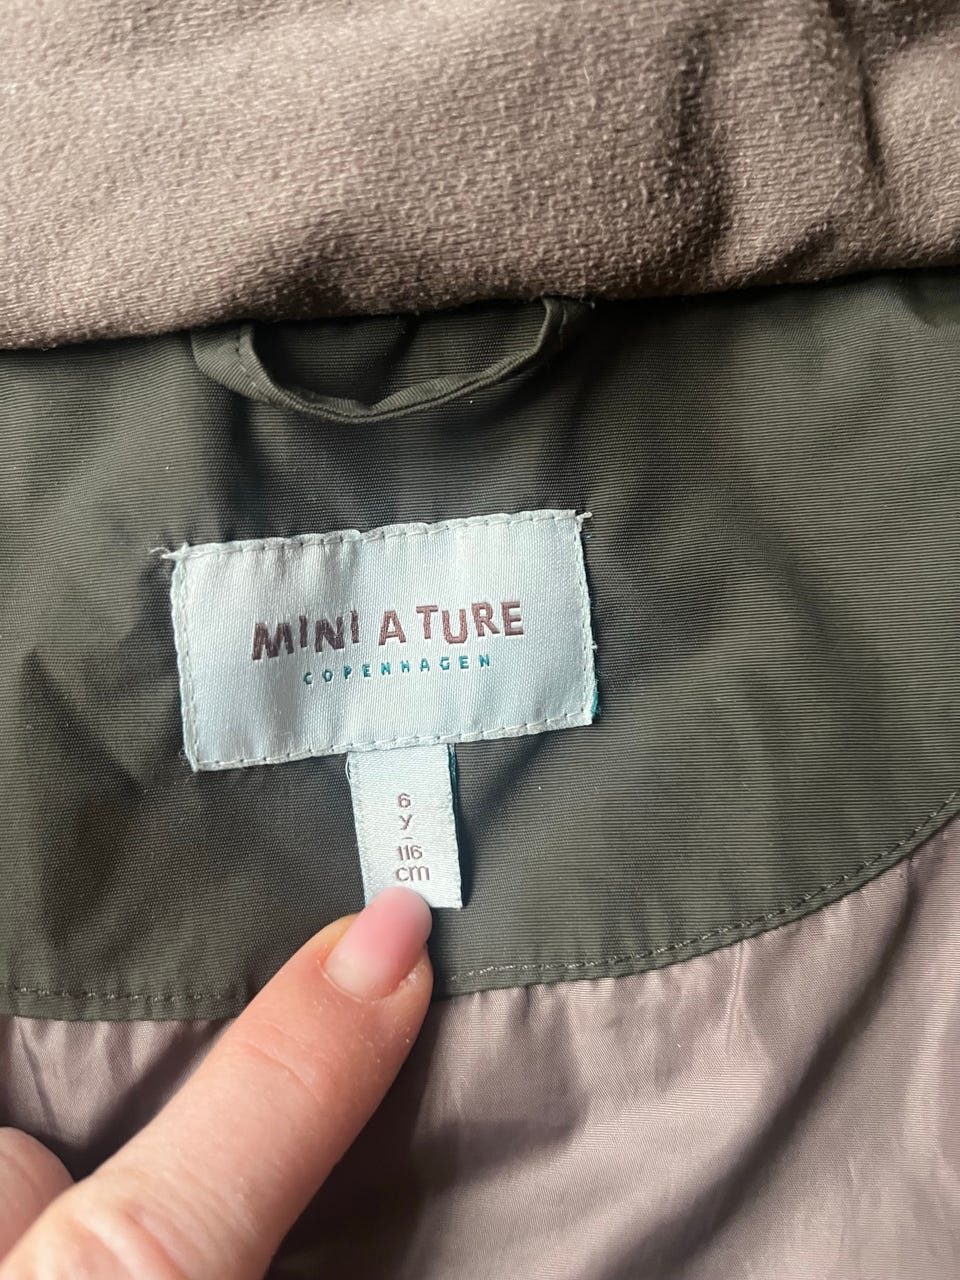 MINI A TURE
COPENHAGEN
6
y
116
cm